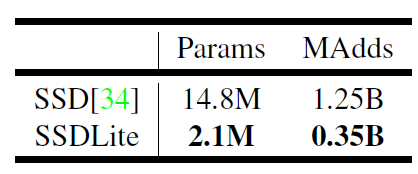 Params MAdds
SSD[34] 14.8M 1.25B
SSDLite 2.1M 0.35B